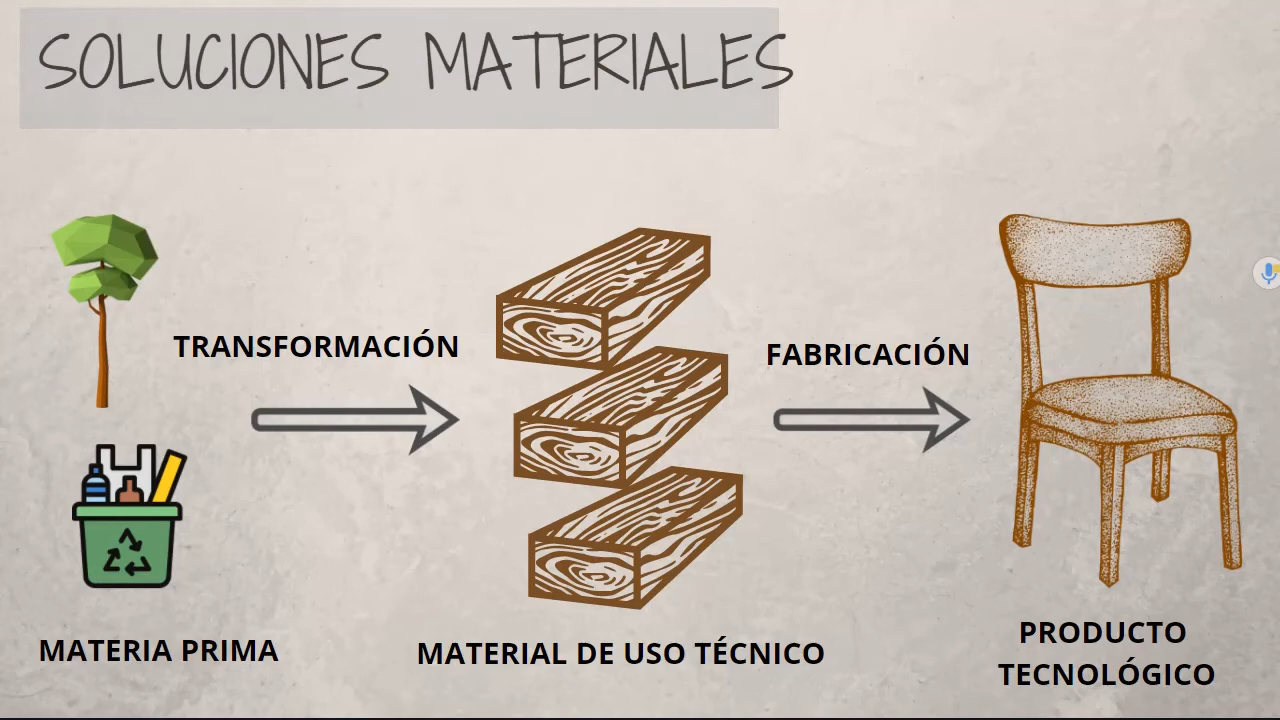 SOLUCIONES MATERIALES
TRANSFORMACIÓN
FABRICACIÓN
MATERIA PRIMA
MATERIAL DE USO TÉCNICO
PRODUCTO
TECNOLÓGICO